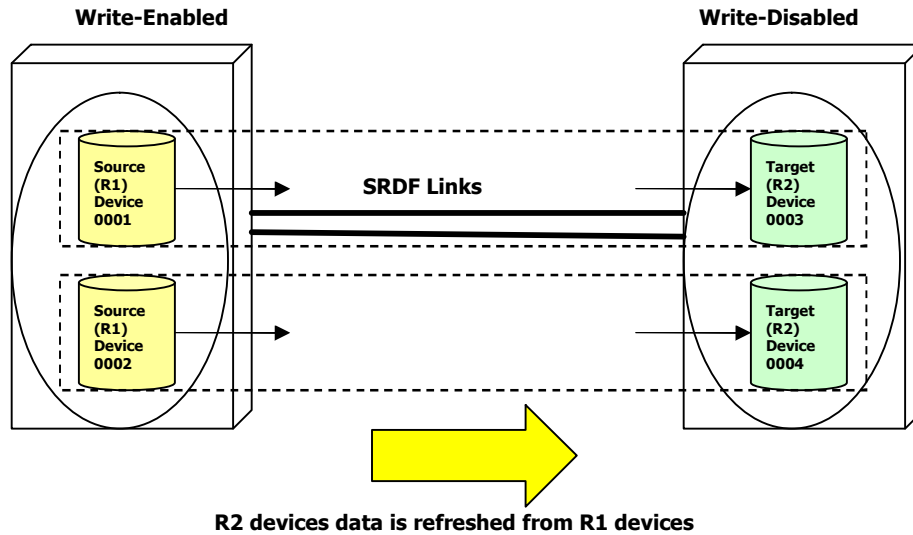 Write-Enabled
Write-Disabled
Source
(R1)
Device
0001
SRDF Links
Target
(R2)
Device
0003
Source
(R1)
Device
0002
Target
(R2)
Device
0004
R2 devices data is refreshed from R1 devices